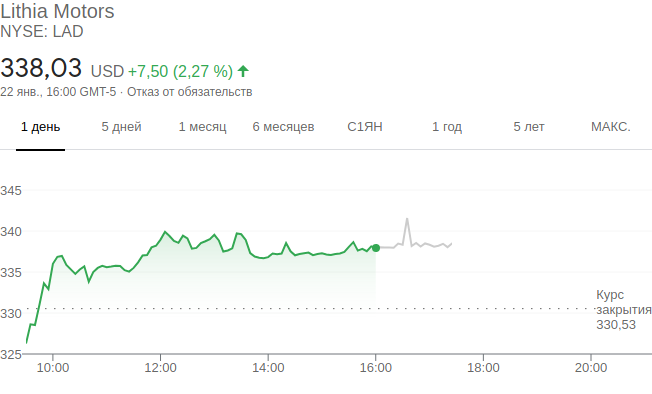 Lithia Motors
NYSE: LAD
338,03 USD +7,50 (2,27 %)
22 янв., 16:00 GMT-5 · Отказ от обязательств
1 день 5 дней 1 месяц 6 месяцев С1ЯН 1 год 5 лет МАКС.
345
340
335
330
325
Курс
закрытия
330,53
10:00 12:00 14:00 16:00 18:00 20:00